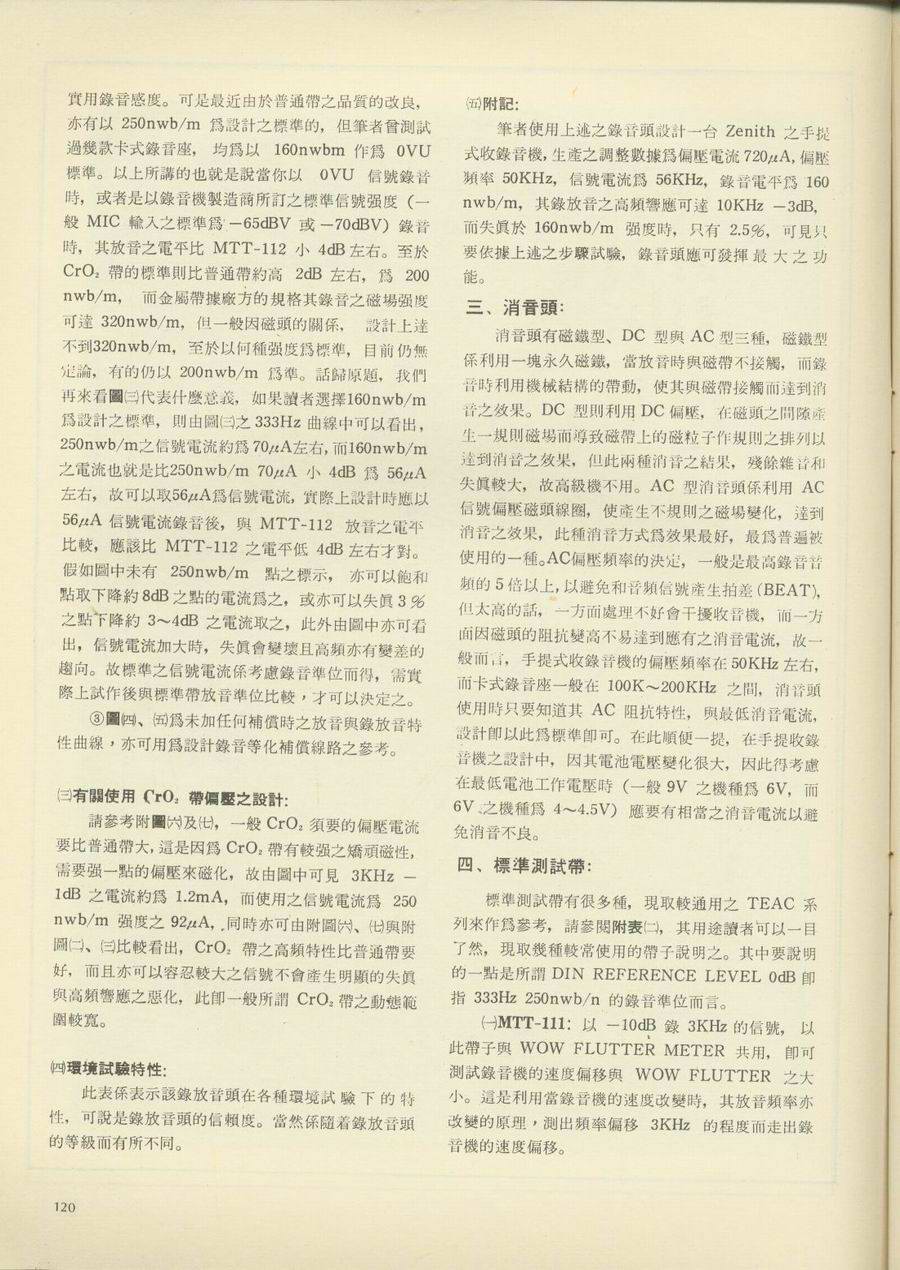 實用錄音感度。可是最近由於普通帶之品質的改良,
亦有以 250nwb/m 爲設計之標準的, 但筆者曾測試
過幾款卡式錄音座, 均爲以 160nwbm 作爲 0VU
標準。以上所講的也就是說當你以 0VU 信號錄音
時, 或者是以錄音機製造商所訂之標準信號强度 (一
般 MIC 輸入之標準爲 −65dBV 或 −70dBV) 錄音
時, 其放音之電平比 MTT-112 小 4dB 左右。至於
CrO₂ 帶的標準則比普通帶約高 2dB 左右, 爲 200
nwb/m, 而金屬帶據廠方的規格其錄音之磁場强度
可達 320nwb/m, 但一般因磁頭的關係, 設計上達
不到320nwb/m, 至於以何種强度爲標準, 目前仍無
定論, 有的仍以 200nwb/m 爲準。話歸原題, 我們
再來看圖㈢代表什麼意義, 如果讀者選擇160nwb/m
爲設計之標準, 則由圖㈢之 333Hz 曲線中可以看出,
250nwb/m之信號電流約爲70μA左右, 而160nwb/m
之電流也就是比250nwb/m 70μA 小 4dB 爲 56μA
左右, 故可以取56μA爲信號電流, 實際上設計時應以
56μA 信號電流錄音後, 與 MTT-112 放音之電平
比較, 應該比 MTT-112 之電平低 4dB 左右才對。
假如圖中未有 250nwb/m 點之標示, 亦可以飽和
點取下降約 8dB 之點的電流爲之, 或亦可以失眞 3 %
之點下降約 3～4dB 之電流取之, 此外由圖中亦可看
出, 信號電流加大時, 失眞會變壞且高頻亦有變差的
趨向。故標準之信號電流係考慮錄音準位而得, 需實
際上試作後與標準帶放音準位比較，才可以決定之。
③圖㈣、㈤爲未加任何補償時之放音與錄放音特
性曲線，亦可用爲設計錄音等化補償線路之參考。
㈢有關使用 CrO₂ 帶偏壓之設計:
請參考附圖㈥及㈦, 一般 CrO₂ 須要的偏壓電流
要比普通帶大, 這是因爲 CrO₂ 帶有較强之矯頑磁性,
需要强一點的偏壓來磁化, 故由圖中可見 3KHz −
1dB 之電流約爲 1.2mA, 而使用之信號電流爲 250
nwb/m 强度之 92μA, 同時亦可由附圖㈥、㈦與附
圖㈡、㈢比較看出, CrO₂ 帶之高頻特性比普通帶要
好, 而且亦可以容忍較大之信號不會產生明顯的失眞
與高頻響應之惡化, 此卽一般所謂 CrO₂ 帶之動態範
圍較寬。
㈣環境試驗特性:
此表係表示該錄放音頭在各種環境試驗下的特
性, 可說是錄放音頭的信賴度。當然係隨着錄放音頭
的等級而有所不同。
120
㈤附記:
筆者使用上述之錄音頭設計一台 Zenith 之手提
式收錄音機, 生產之調整數據爲偏壓電流 720μA, 偏壓
頻率 50KHz, 信號電流爲 56KHz, 錄音電平爲 160
nwb/m, 其錄放音之高頻響應可達 10KHz −3dB,
而失眞於 160nwb/m 强度時, 只有 2.5%, 可見只
要依據上述之步驟試驗, 錄音頭應可發揮最大之功
能。
三、消音頭:
消音頭有磁鐵型、DC 型與 AC 型三種, 磁鐵型
係利用一塊永久磁鐵, 當放音時與磁帶不接觸, 而錄
音時利用機械結構的帶動, 使其與磁帶接觸而達到消
音之效果。DC 型則利用 DC 偏壓, 在磁頭之間隙產
生一規則磁場而導致磁帶上的磁粒子作規則之排列以
達到消音之效果, 但此兩種消音之結果, 殘餘雜音和
失眞較大, 故高級機不用。AC 型消音頭係利用 AC
信號偏壓磁頭線圈, 使產生不規則之磁場變化, 達到
消音之效果, 此種消音方式爲效果最好, 最爲普遍被
使用的一種。AC偏壓頻率的決定, 一般是最高錄音音
頻的 5 倍以上, 以避免和音頻信號產生拍差 (BEAT),
但太高的話, 一方面處理不好會干擾收音機, 而一方
面因磁頭的阻抗變高不易達到應有之消音電流, 故一
般而言, 手提式收錄音機的偏壓頻率在 50KHz 左右,
而卡式錄音座一般在 100K～200KHz 之間, 消音頭
使用時只要知道其 AC 阻抗特性, 與最低消音電流,
設計卽以此爲標準卽可。在此順便一提, 在手提收錄
音機之設計中, 因其電池電壓變化很大, 因此得考慮
在最低電池工作電壓時 (一般 9V 之機種爲 6V, 而
6V 之機種爲 4～4.5V) 應要有相當之消音電流以避
免消音不良。
四、標準測試帶:
標準測試帶有很多種, 現取較通用之 TEAC 系
列來作爲參考, 請參閱附表㈡, 其用途讀者可以一目
了然, 現取幾種較常使用的帶子說明之。其中要說明
的一點是所謂 DIN REFERENCE LEVEL 0dB 卽
指 333Hz 250nwb/n 的錄音準位而言。
㈠MTT-111: 以 −10dB 錄 3KHz 的信號, 以
此帶子與 WOW FLUTTER METER 共用, 卽可
測試錄音機的速度偏移與 WOW FLUTTER 之大
小。這是利用當錄音機的速度改變時, 其放音頻率亦
改變的原理，測出頻率偏移 3KHz 的程度而走出錄
音機的速度偏移。